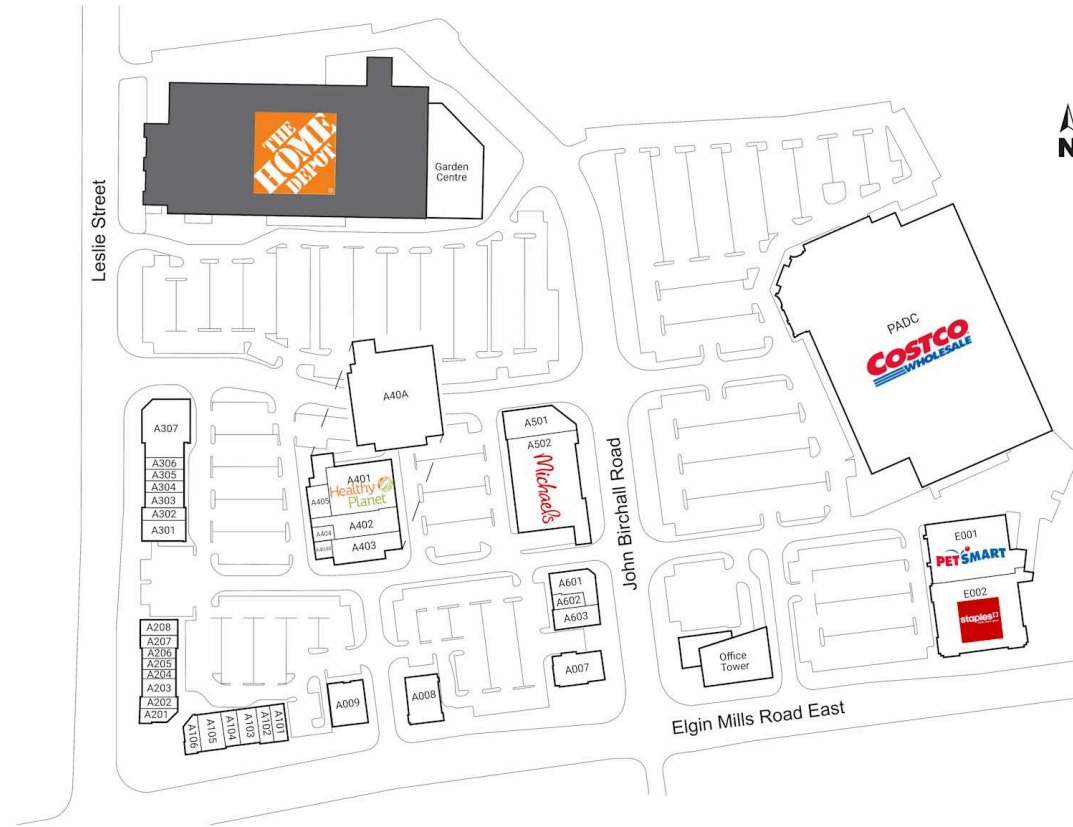 THE
HOME
DEPOT
Garden
Centre
N
Leslie Street
PADC
COSTCO
WHOLESALE
A40A
A307
A306
A305
A304
A303
A302
A301
A401
Healthy
Planet
A405
A402
A404
A403
A501
A502
Michaels
John Birchall Road
E001
PETSMART
E002
staples
A601
A602
A603
A007
Office
Tower
A208
A207
A206
A205
A204
A203
A202
A201
A106
A105
A104
A103
A102
A101
A009
A008
Elgin Mills Road East